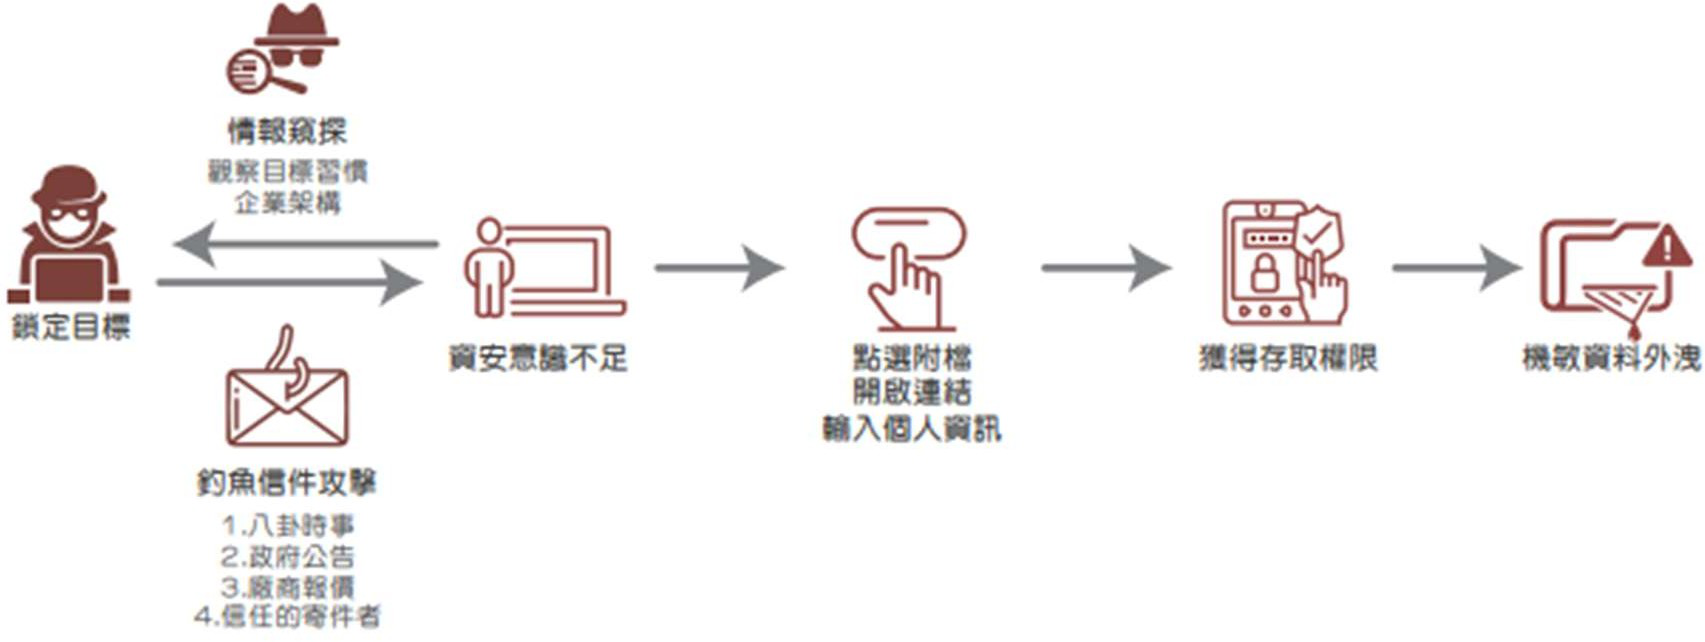 情報窺探
觀察目標習慣
企業架構
鎖定目標
釣魚信件攻擊
1.八卦時事
2.政府公告
3.廠商報價
4.信任的寄件者
資安意識不足
點選附檔
開啟連結
輸入個人資訊
獲得存取權限
機敏資料外洩